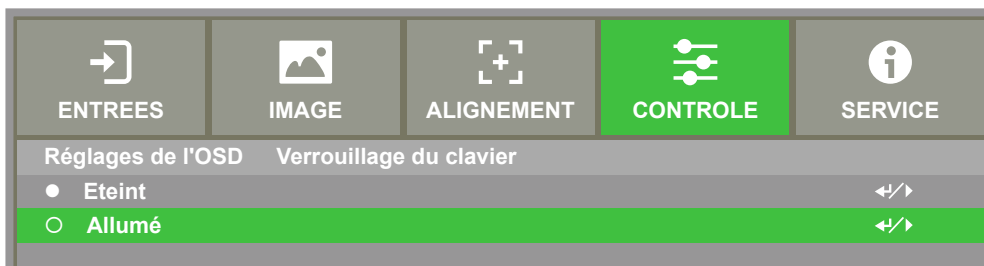 ENTREES IMAGE ALIGNEMENT CONTROLE SERVICE
Réglages de l'OSD Verrouillage du clavier
Eteint
Allumé